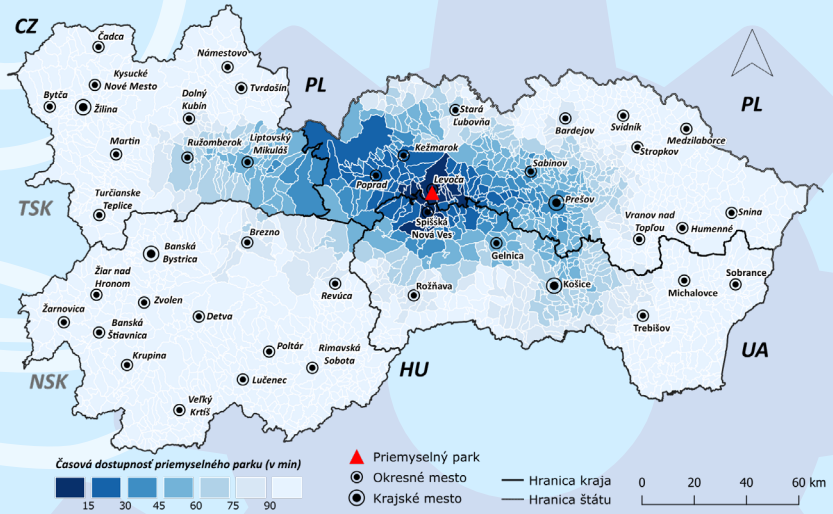 CZ
Čadca
Námestovo
Kysucké
Nové Mesto
Tvrdošín
PL
Bytča
Žilina
Dolný
Kubín
Stará
Ľubovňa
PL
Bardejov
Svidník
Medzilaborce
Stropkov
Martin
Ružomberok
Liptovský
Mikuláš
Kežmarok
Poprad
Levoča
Sabinov
Prešov
TSK
Turčianske
Teplice
Spišská
Nová Ves
Vranov nad
Topľou
Humenné
Snina
Banská
Bystrica
Brezno
Gelnica
Žiar nad
Hronom
Revúca
Rožňava
Košice
Michalovce
Sobrance
Žarnovica
Zvolen
Detva
Banská
Štiavnica
Trebišov
Krupina
Poltár
Rimavská
Sobota
NSK
Lučenec
HU
UA
Veľký
Krtíš
Časová dostupnosť priemyselného parku (v min)
15 30 45 60 75 90
Priemyselný park
Okresné mesto
Krajské mesto
Hranica kraja
Hranica štátu
0 20 40 60 km